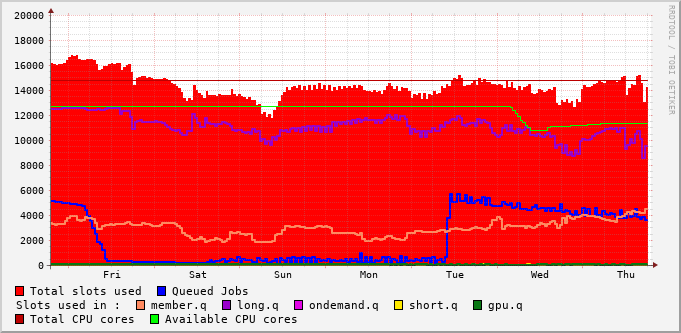 RRDTOOL / TOBI OETIKER
20000
18000
16000
14000
12000
10000
8000
6000
4000
2000
0
Fri Sat Sun Mon Tue Wed Thu
Total slots used Queued Jobs
Slots used in : member.q long.q ondemand.q short.q gpu.q
Total CPU cores Available CPU cores